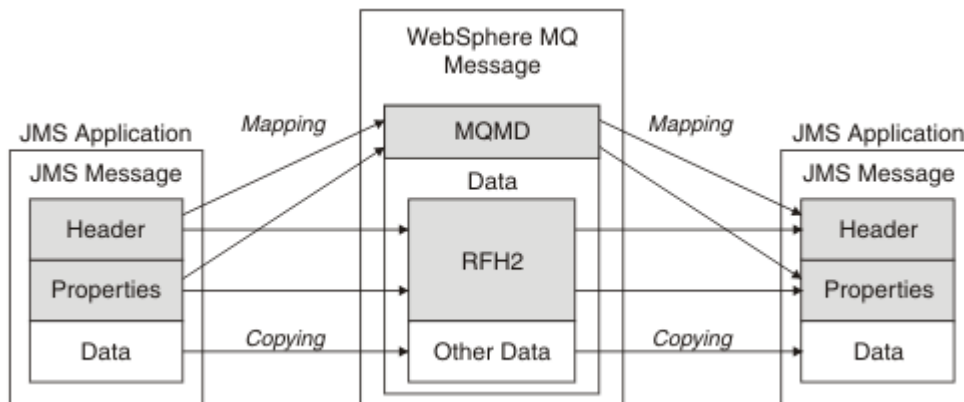 WebSphere MQ
Message
JMS Application
JMS Message
Header
Properties
Data
Mapping
Copying
MQMD
Data
RFH2
Other Data
Mapping
Copying
JMS Application
JMS Message
Header
Properties
Data